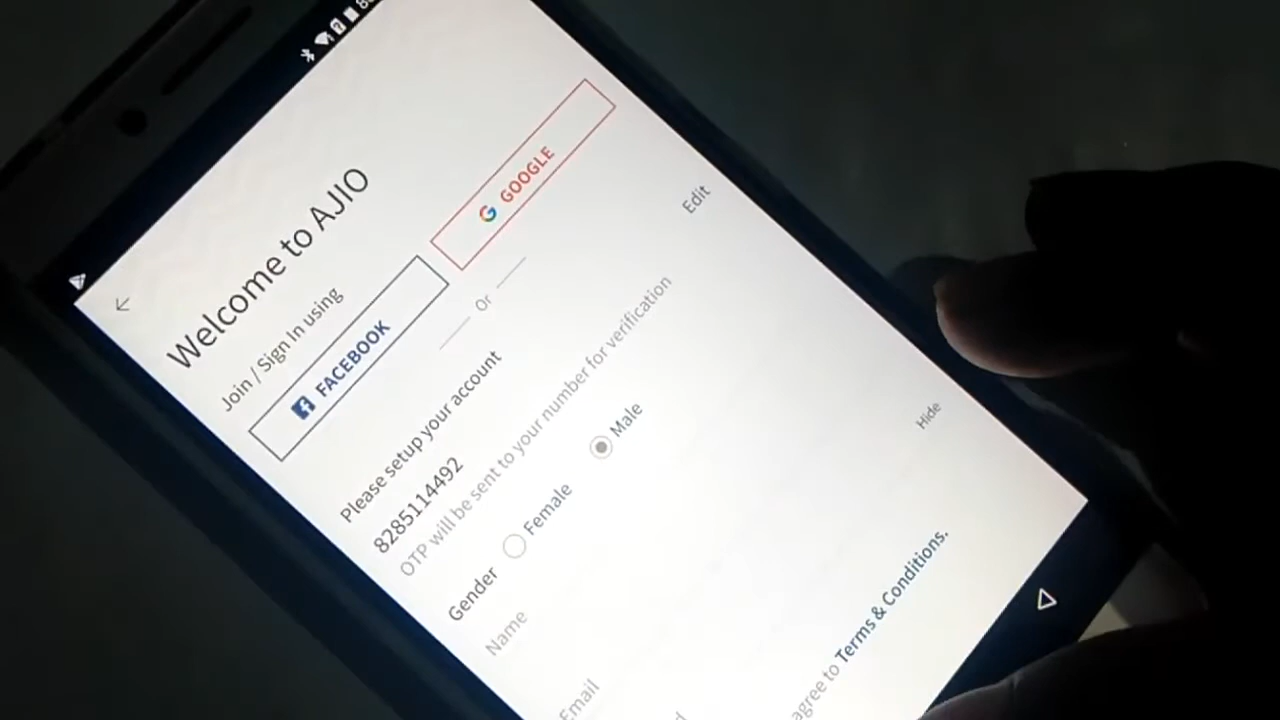 Welcome to AJIO
Join / Sign In using
FACEBOOK
GOOGLE
Or
Please setup your account
8285114492
Edit
OTP will be sent to your number for verification
Gender
Female
Male
Name
Email
Hide
agree to Terms & Conditions.